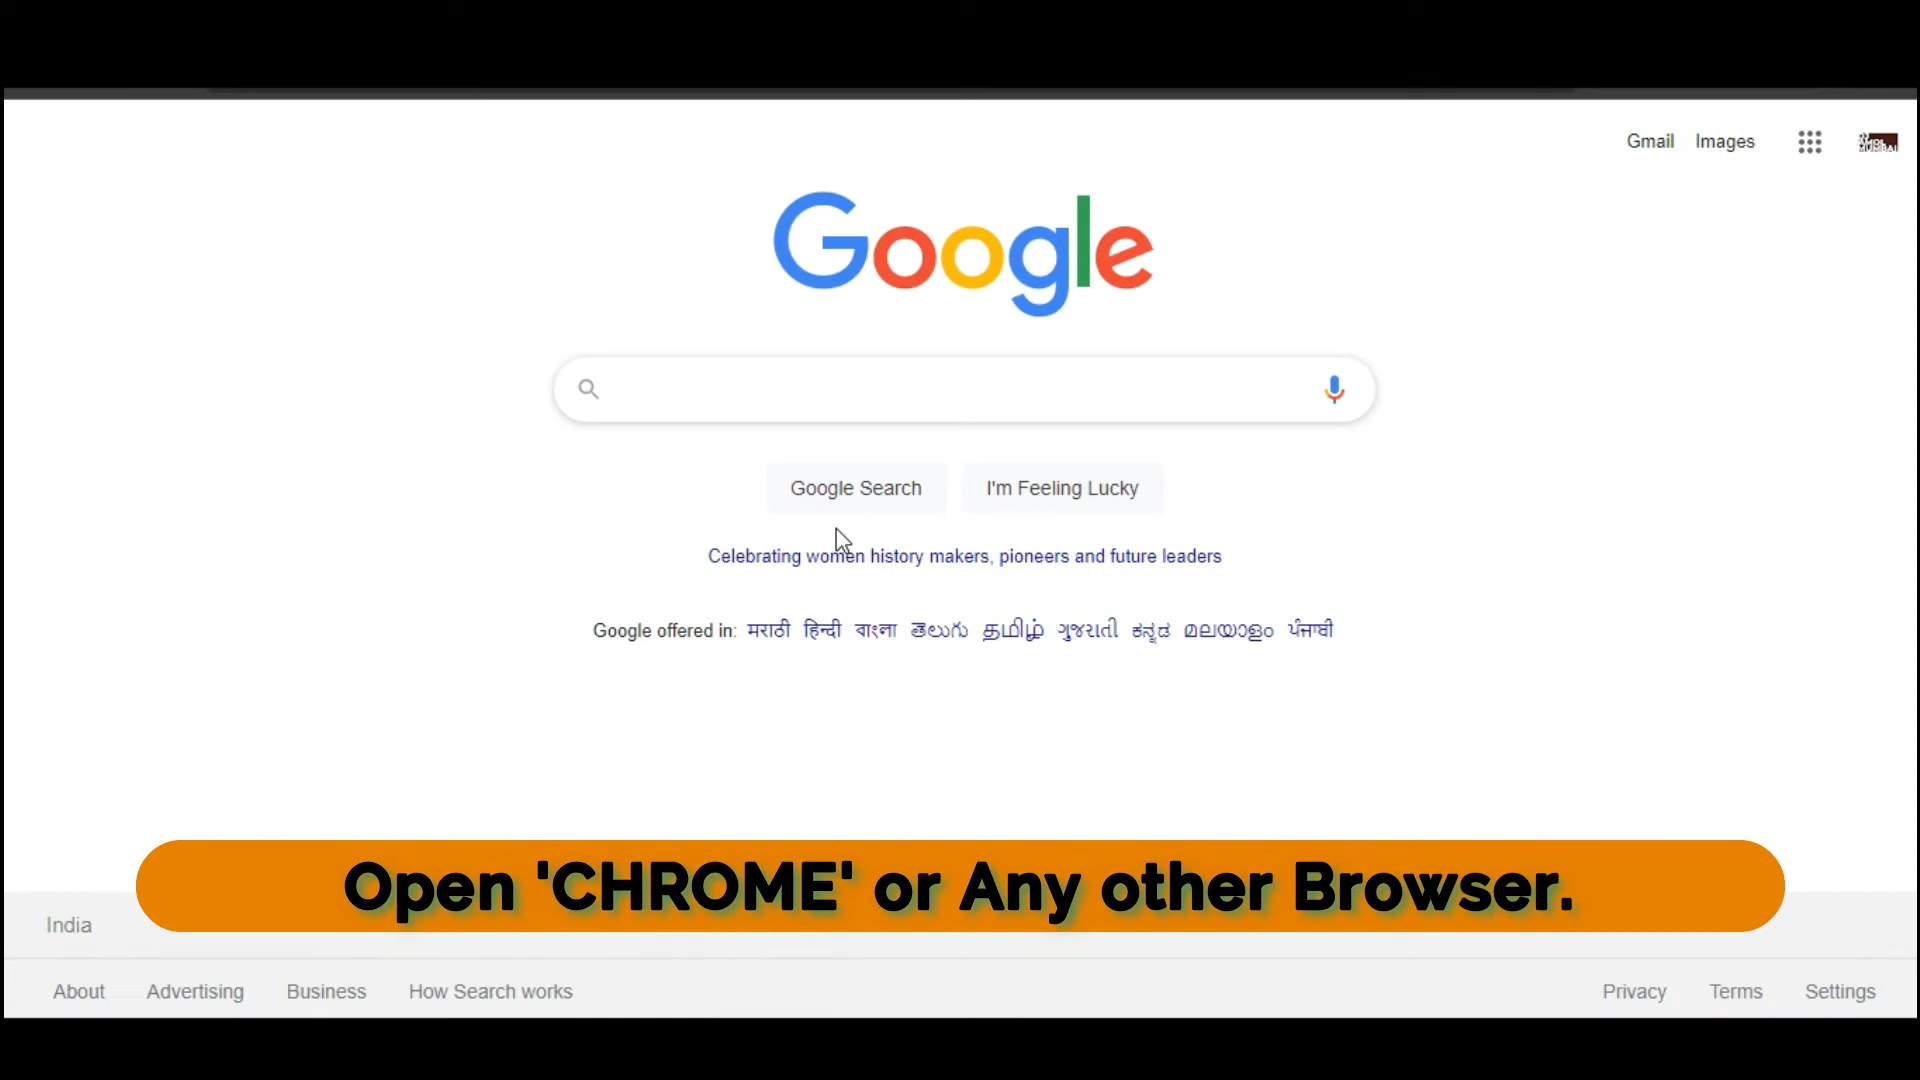 Gmail Images
Google
Google Search I'm Feeling Lucky
Celebrating women history makers, pioneers and future leaders
Google offered in: मराठी हिन्दी বাংলা తెలుగు தமிழ் ગુજરાતી ಕನ್ನಡ മലയാളം ਪੰਜਾਬੀ
Open 'CHROME' or Any other Browser.
India
About Advertising Business How Search works Privacy Terms Settings